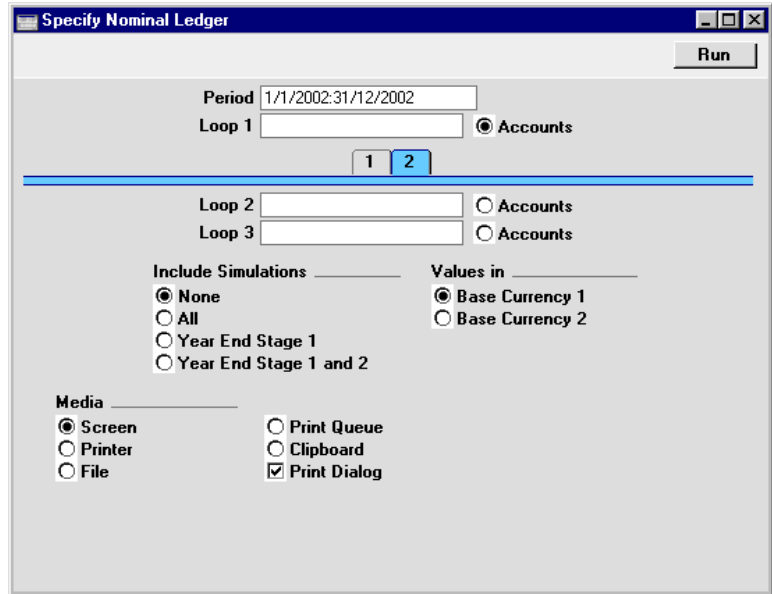 Specify Nominal Ledger
Run
Period 1/1/2002:31/12/2002
Loop 1 Accounts
1 2
Loop 2 Accounts
Loop 3 Accounts
Include Simulations Values in
None Base Currency 1
All Base Currency 2
Year End Stage 1
Year End Stage 1 and 2
Media
Screen Print Queue
Printer Clipboard
File Print Dialog